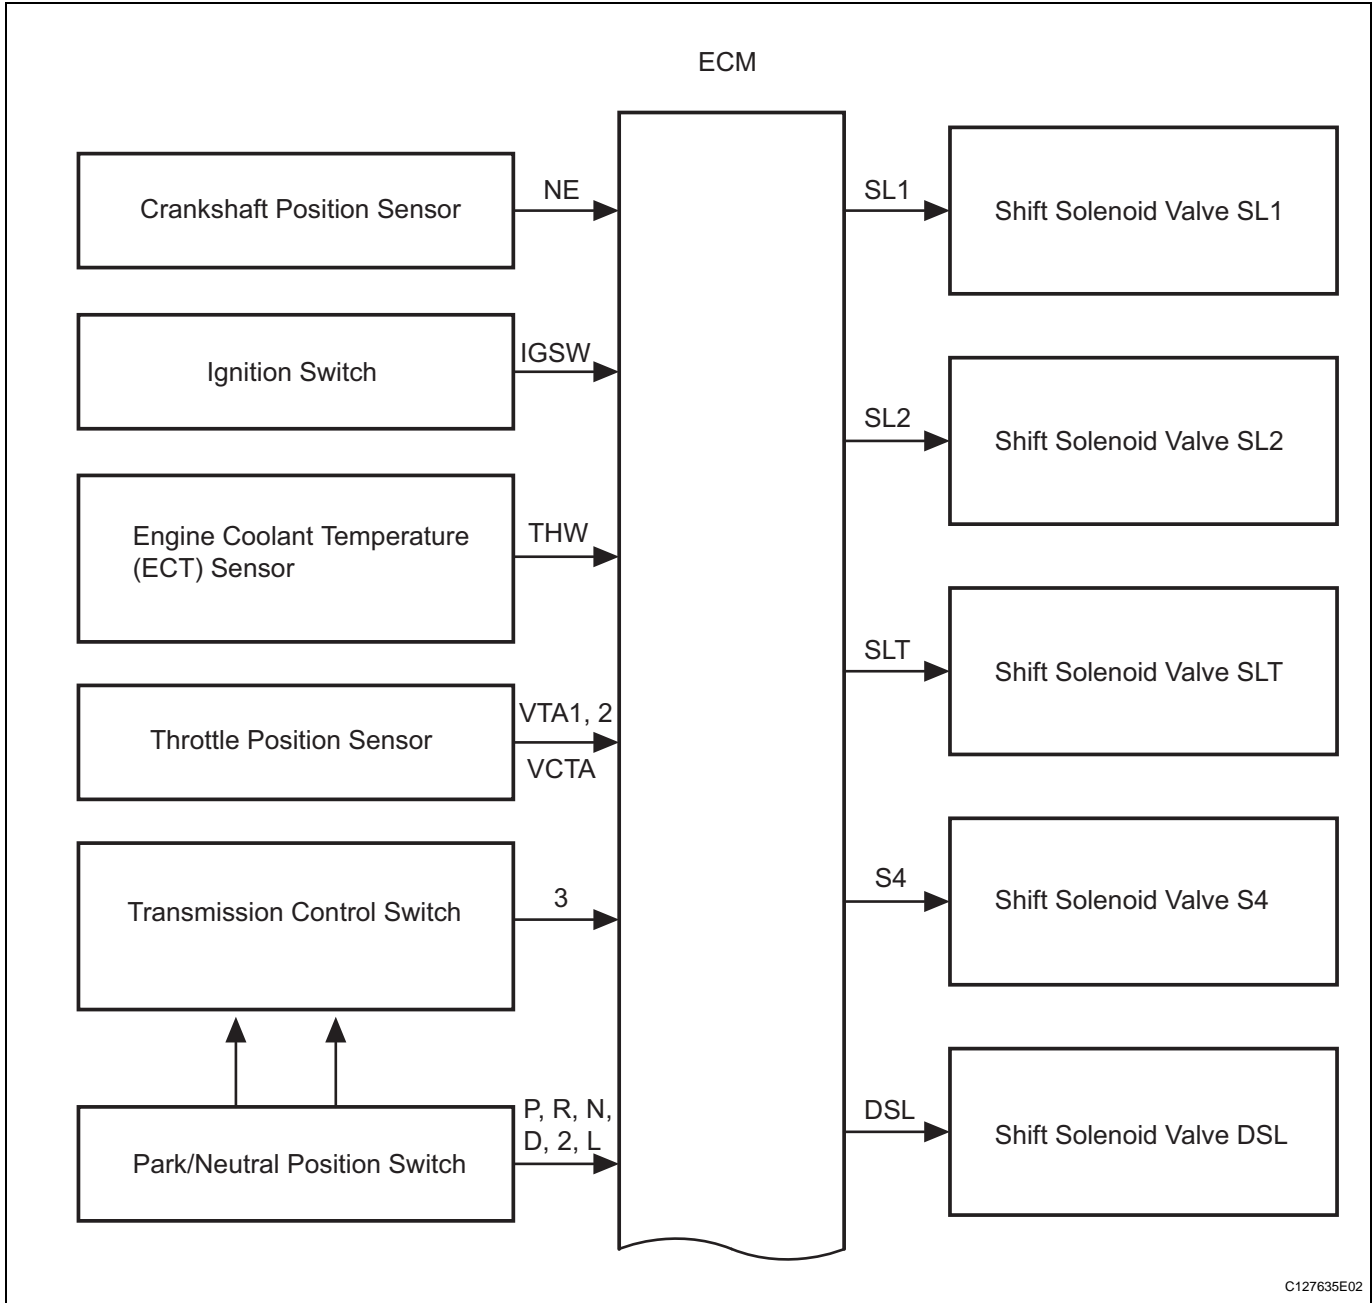 ECM
Crankshaft Position Sensor
NE
Ignition Switch
IGSW
Engine Coolant Temperature
(ECT) Sensor
THW
Throttle Position Sensor
VTA1, 2
VCTA
Transmission Control Switch
3
Park/Neutral Position Switch
P, R, N,
D, 2, L
SL1
Shift Solenoid Valve SL1
SL2
Shift Solenoid Valve SL2
SLT
Shift Solenoid Valve SLT
S4
Shift Solenoid Valve S4
DSL
Shift Solenoid Valve DSL
C127635E02